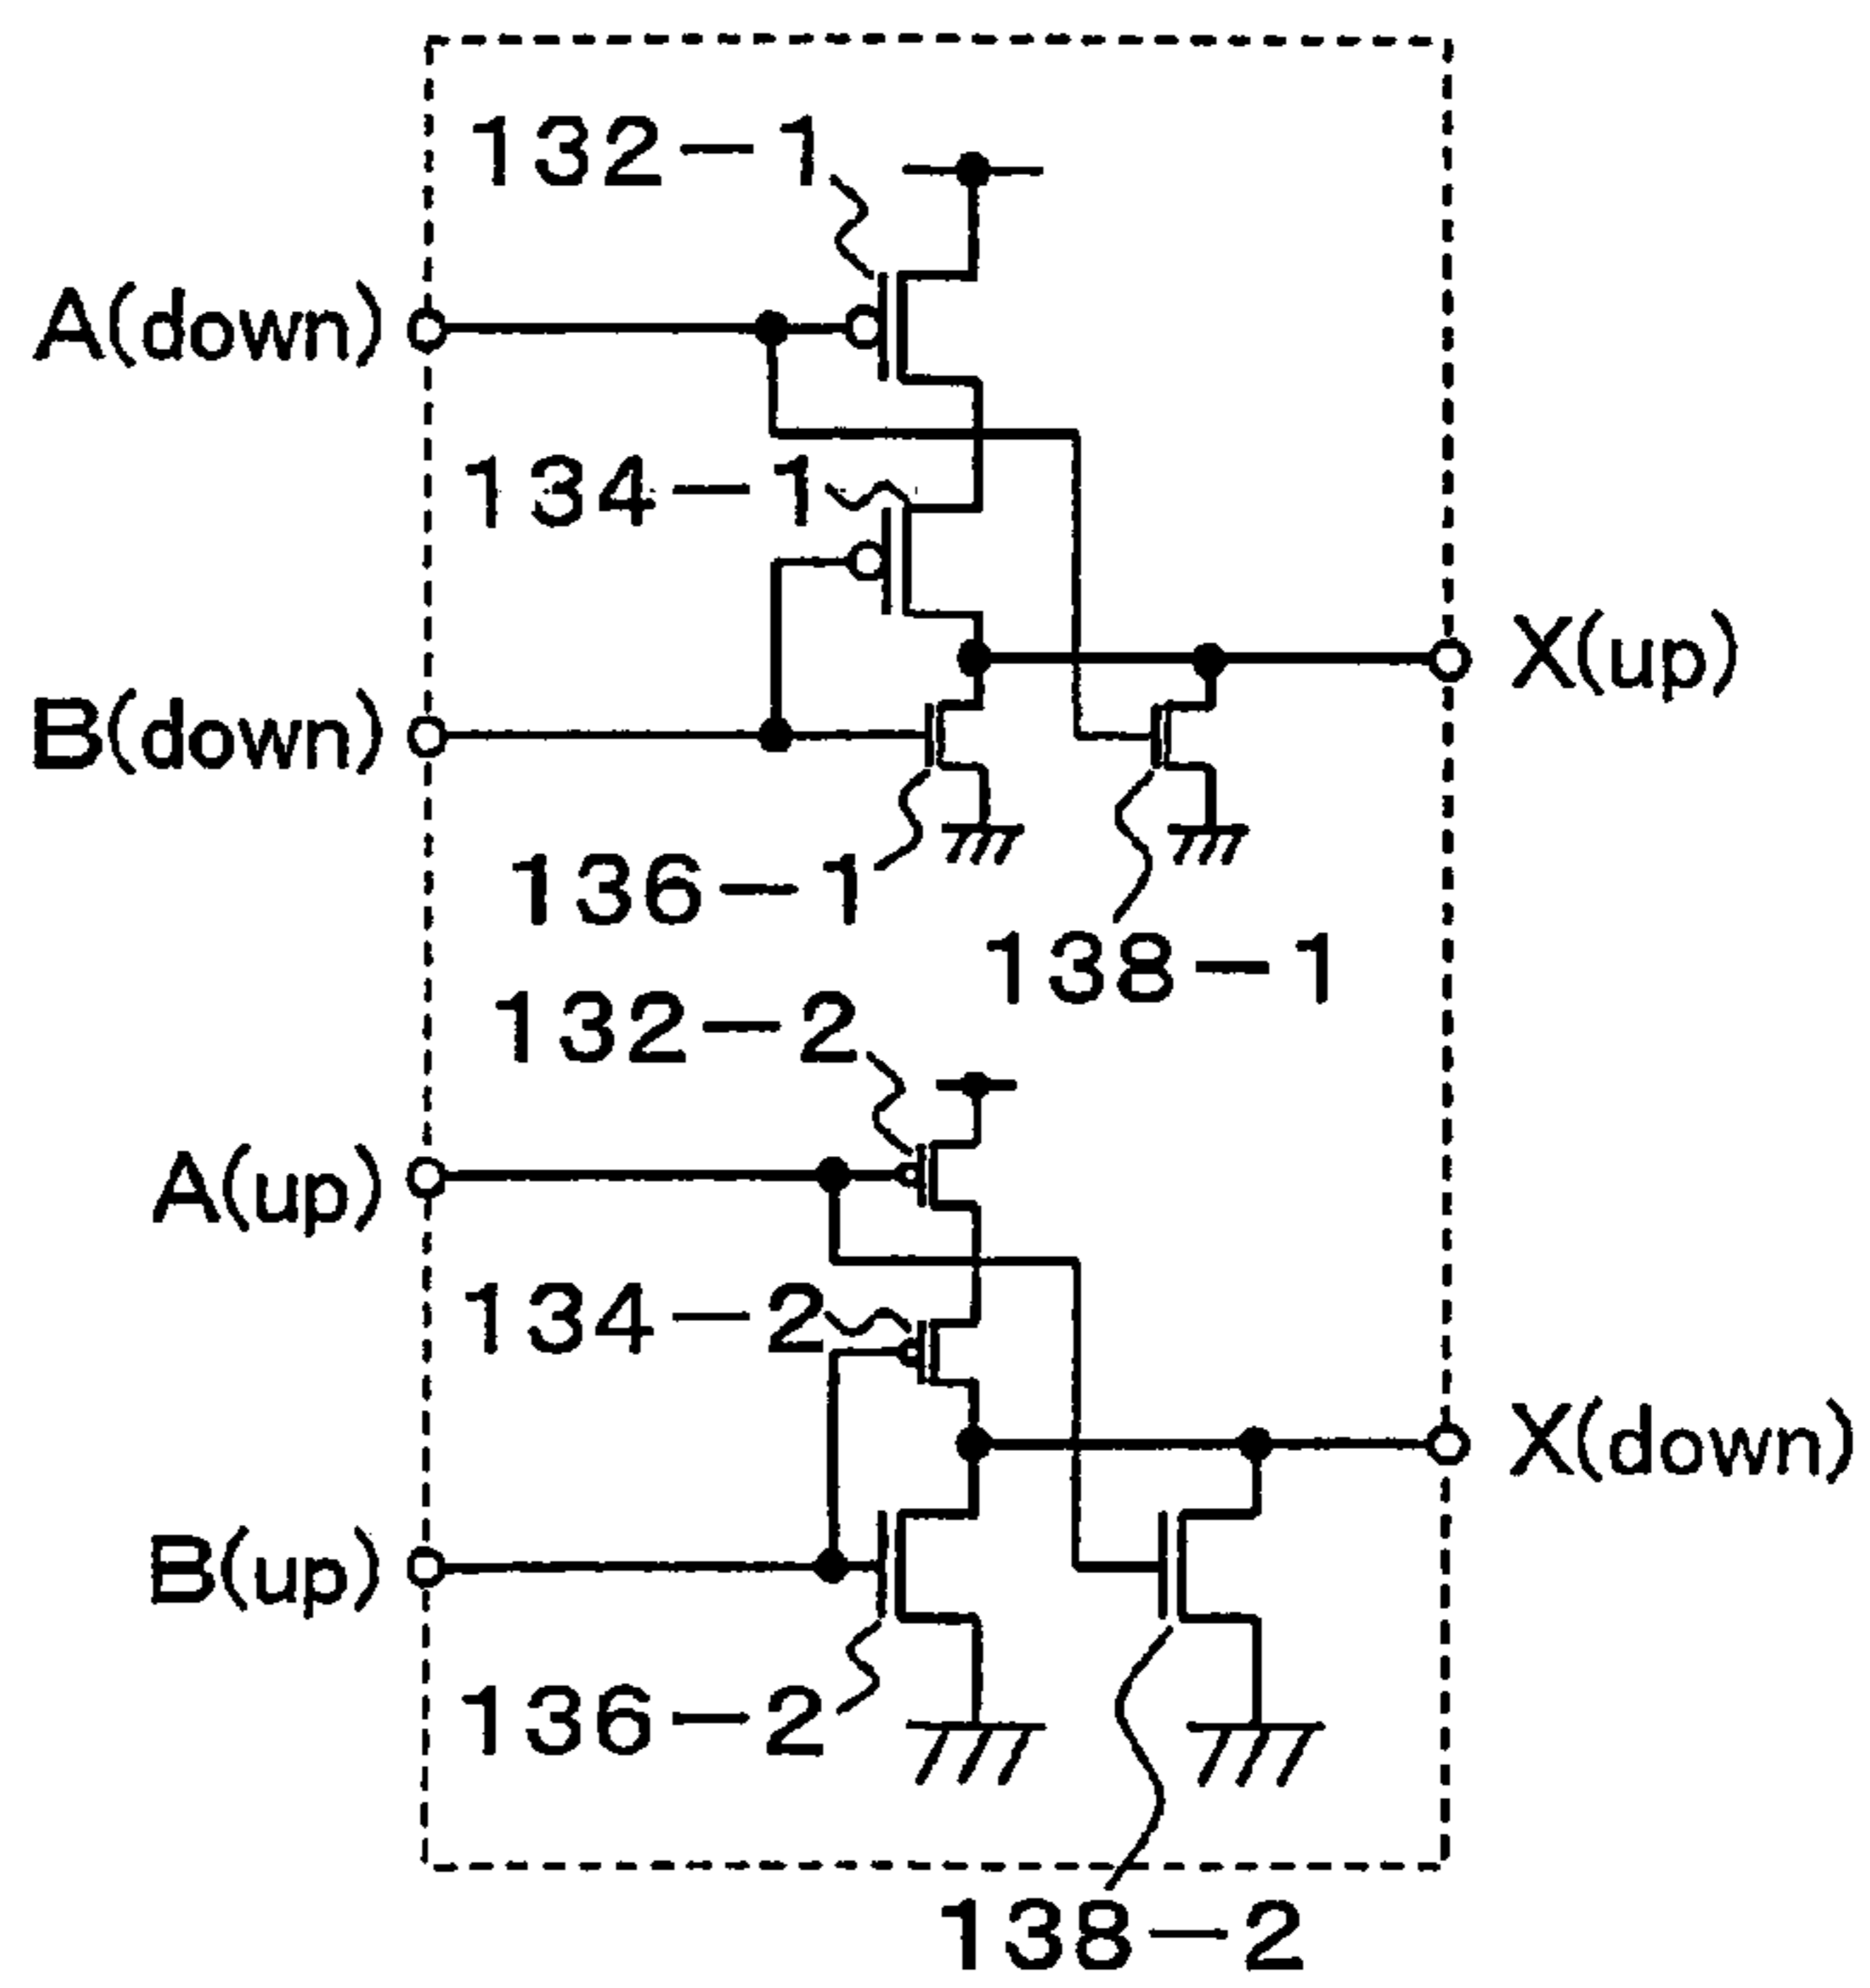 132-1
A(down)
134-1
X(up)
B(down)
136-1
138-1
132-2
A(up)
134-2
X(down)
B(up)
136-2
138-2